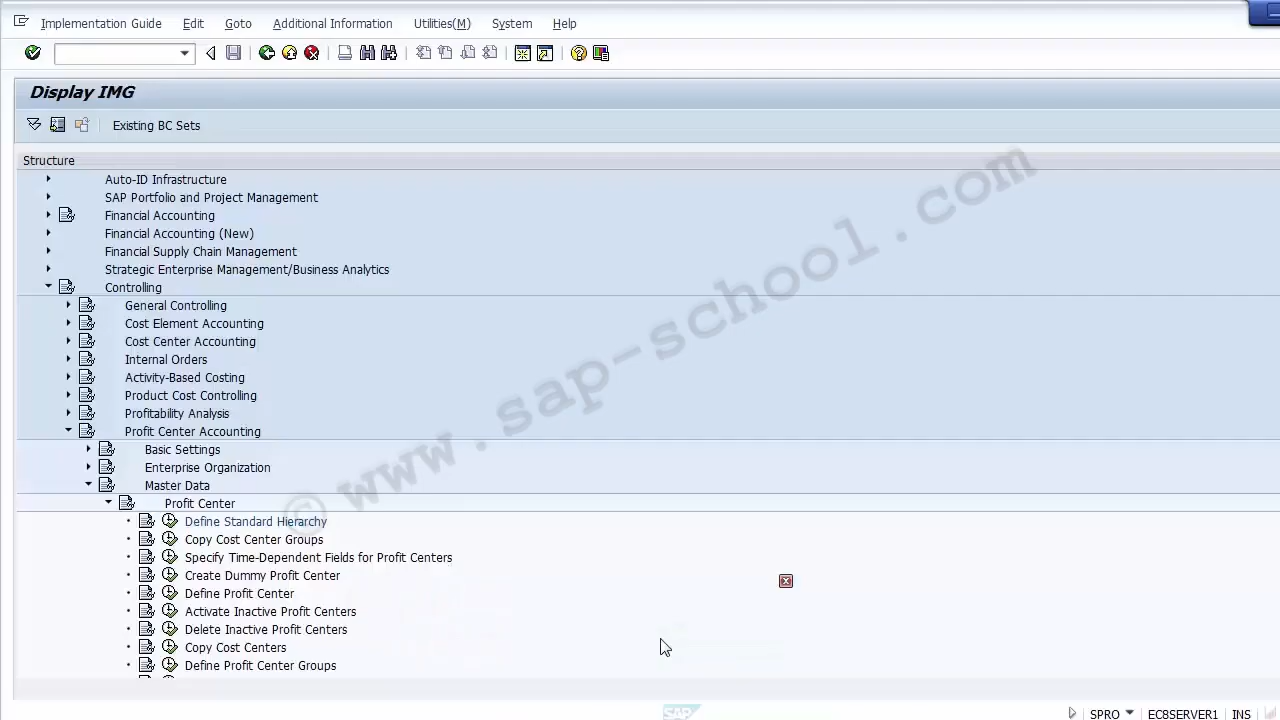 Implementation Guide Edit Goto Additional Information Utilities(M) System Help
Display IMG
Existing BC Sets
Structure
Auto-ID Infrastructure
SAP Portfolio and Project Management
Financial Accounting
Financial Accounting (New)
Financial Supply Chain Management
Strategic Enterprise Management/Business Analytics
Controlling
General Controlling
Cost Element Accounting
Cost Center Accounting
Internal Orders
Activity-Based Costing
Product Cost Controlling
Profitability Analysis
Profit Center Accounting
Basic Settings
Enterprise Organization
Master Data
Profit Center
Define Standard Hierarchy
Copy Cost Center Groups
Specify Time-Dependent Fields for Profit Centers
Create Dummy Profit Center
Define Profit Center
Activate Inactive Profit Centers
Delete Inactive Profit Centers
Copy Cost Centers
Define Profit Center Groups
© www.sap-school.com
SAP SPRO EC8SERVER1 INS